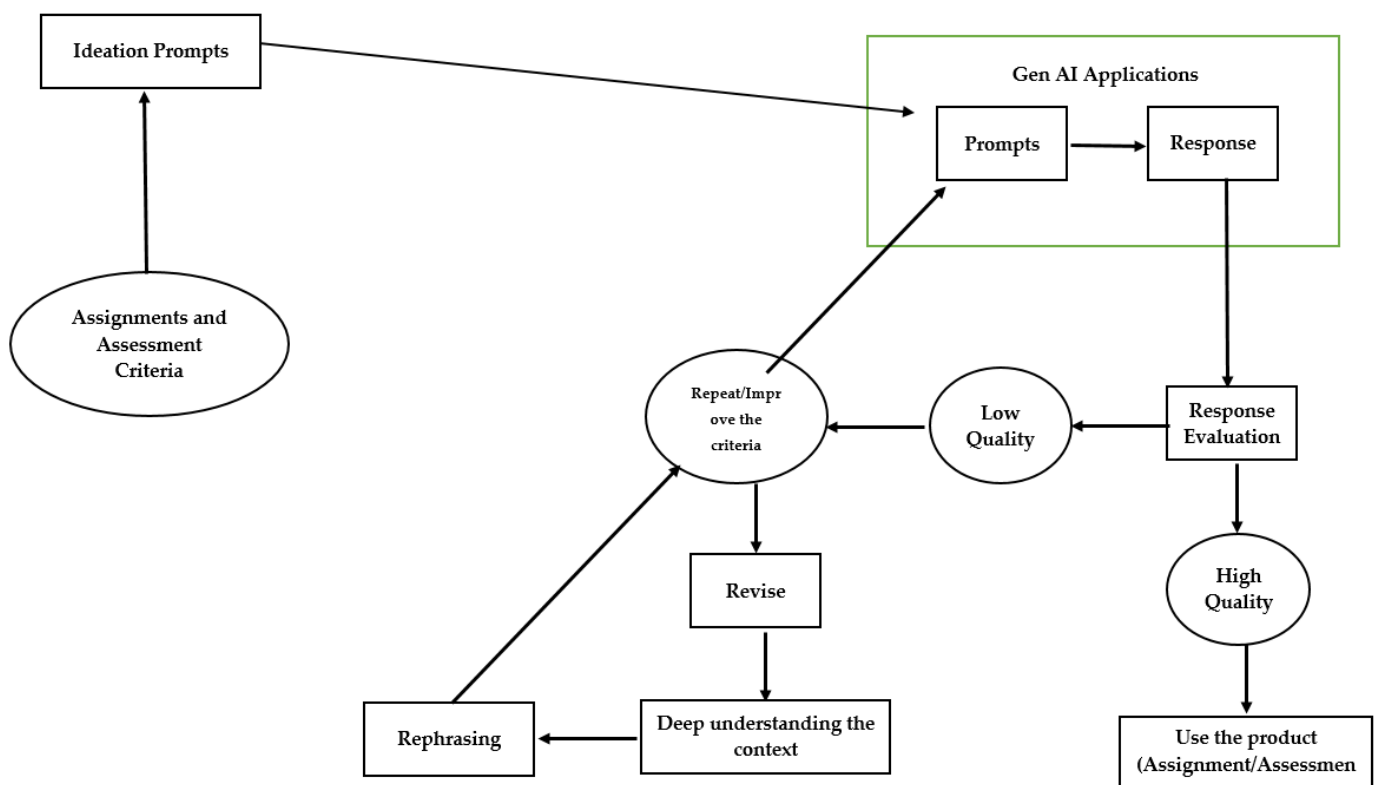 Ideation Prompts
Gen AI Applications
Prompts
Response
Assignments and
Assessment
Criteria
Repeat/Impr
ove the
criteria
Low
Quality
Response
Evaluation
Revise
High
Quality
Rephrasing
Deep understanding the
context
Use the product
(Assignment/Assessmen